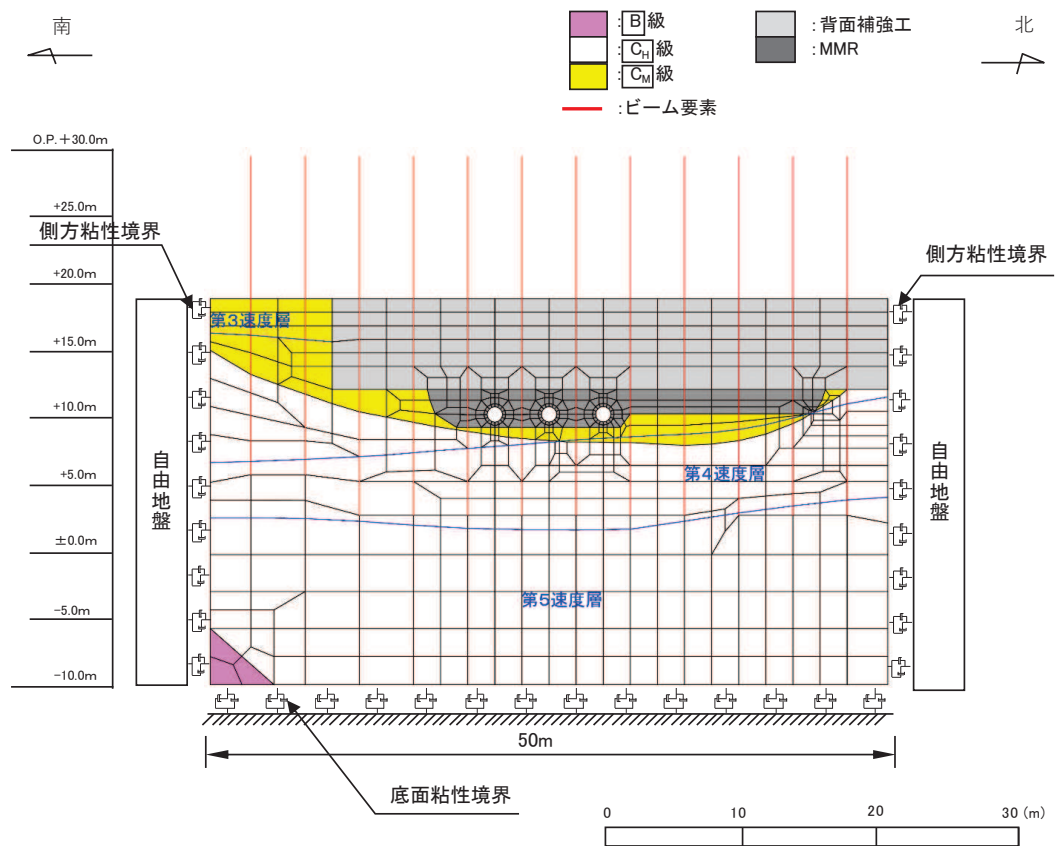 南
北
:B級
:CH級
:CM級
:ビーム要素
:背面補強工
:MMR
O.P.+30.0m
+25.0m
側方粘性境界
+20.0m
+15.0m
+10.0m
+5.0m
±0.0m
-5.0m
-10.0m
側方粘性境界
自由地盤
自由地盤
第3速度層
第4速度層
第5速度層
50m
底面粘性境界
0 10 20 30 (m)